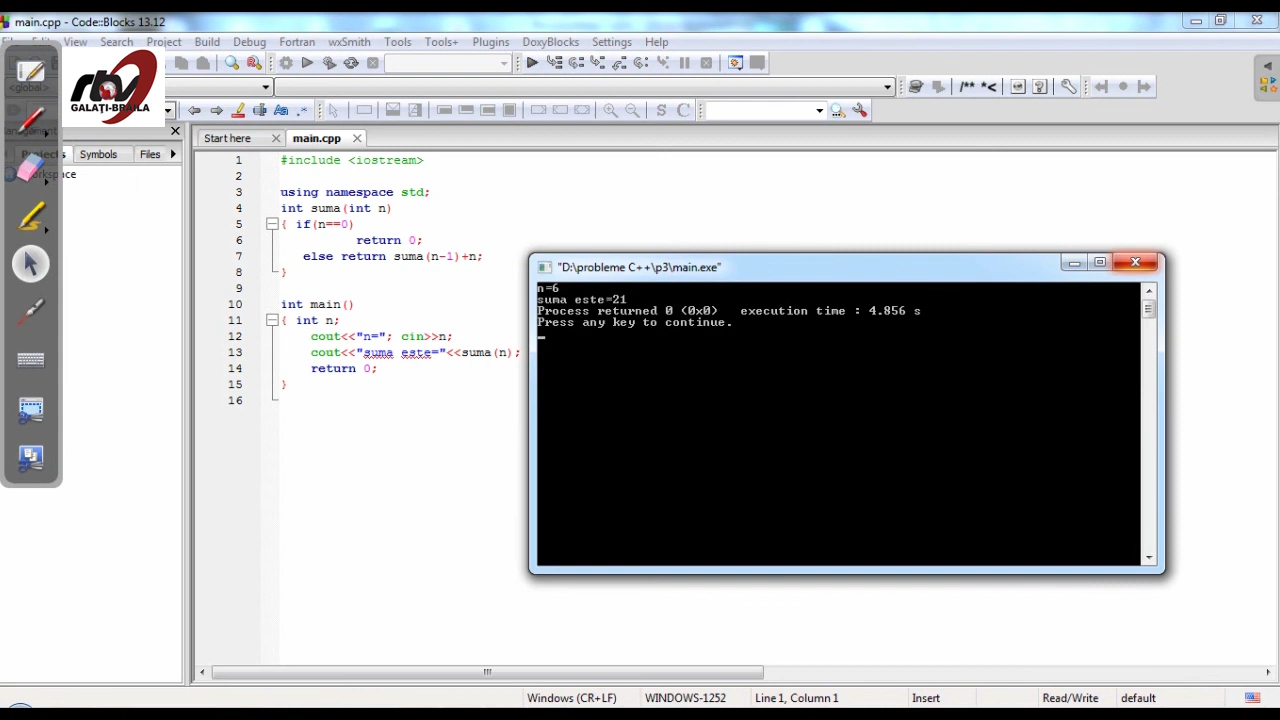 main.cpp - Code::Blocks 13.12
View Search Project Build Debug Fortran wxSmith Tools Tools+ Plugins DoxyBlocks Settings Help
rtv
GALAȚI-BRAILA
<global>
/** *<
Aa .*
S C
Start here main.cpp
Projects Symbols Files
1 #include <iostream>
2
3 using namespace std;
4 int suma(int n)
5 { if(n==0)
6 return 0;
7 else return suma(n-1)+n;
8 }
9
10 int main()
11 { int n;
12 cout<<"n="; cin>>n;
13 cout<<"suma este="<<suma(n);
14 return 0;
15 }
16
"D:\probleme C++\p3\main.exe"
n=6
suma este=21
Process returned 0 (0x0) execution time : 4.856 s
Press any key to continue.
Windows (CR+LF) WINDOWS-1252 Line 1, Column 1 Insert Read/Write default